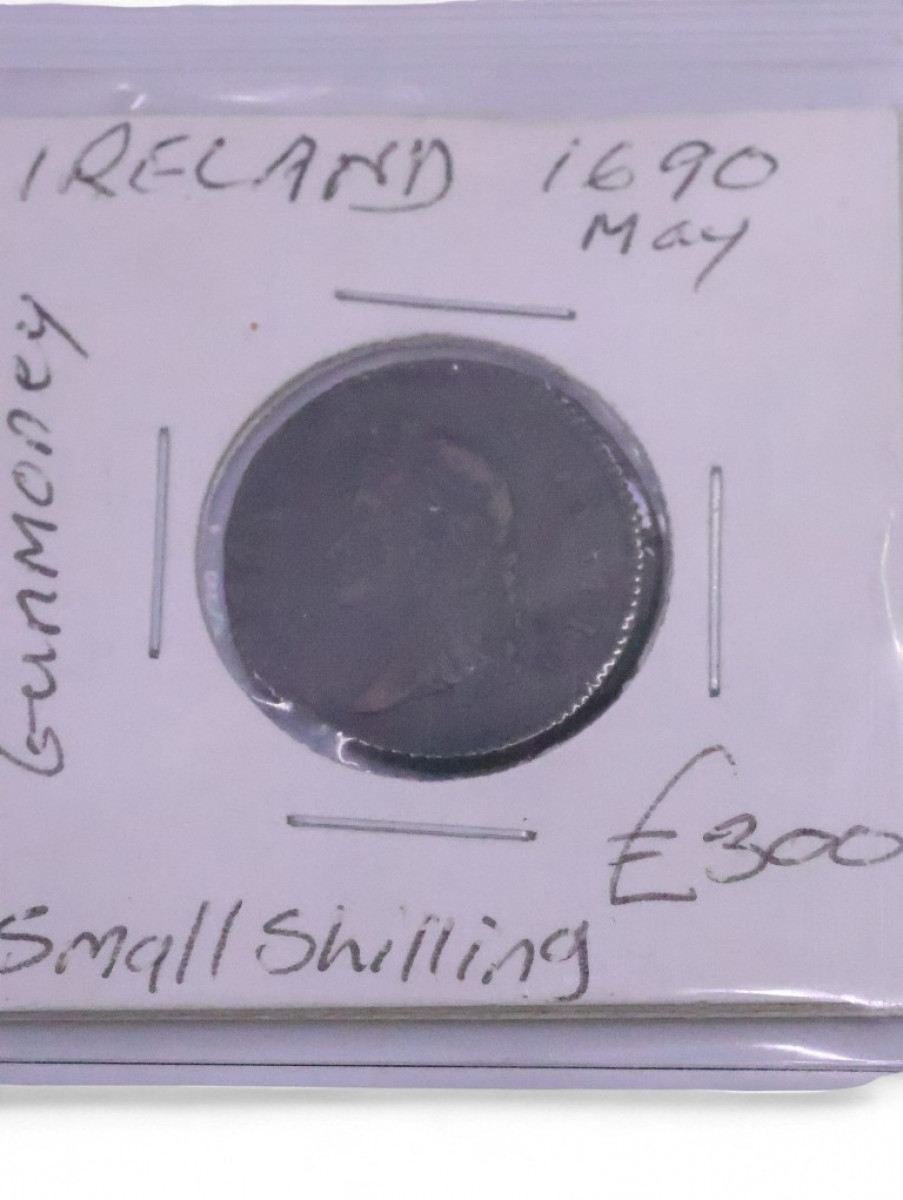 IRELAND 1690
May
Gunmoney
£300
Small Shilling